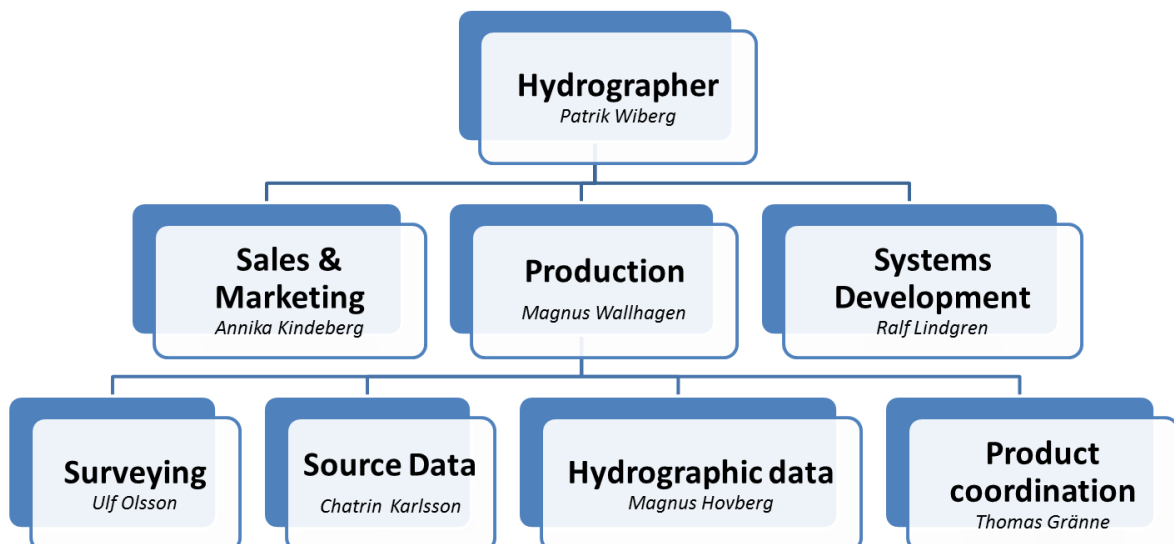 Hydrographer
Patrik Wiberg
Sales &
Marketing
Annika Kindeberg
Production
Magnus Wallhagen
Systems
Development
Ralf Lindgren
Surveying
Ulf Olsson
Source Data
Chatrin Karlsson
Hydrographic data
Magnus Hovberg
Product
coordination
Thomas Gränne